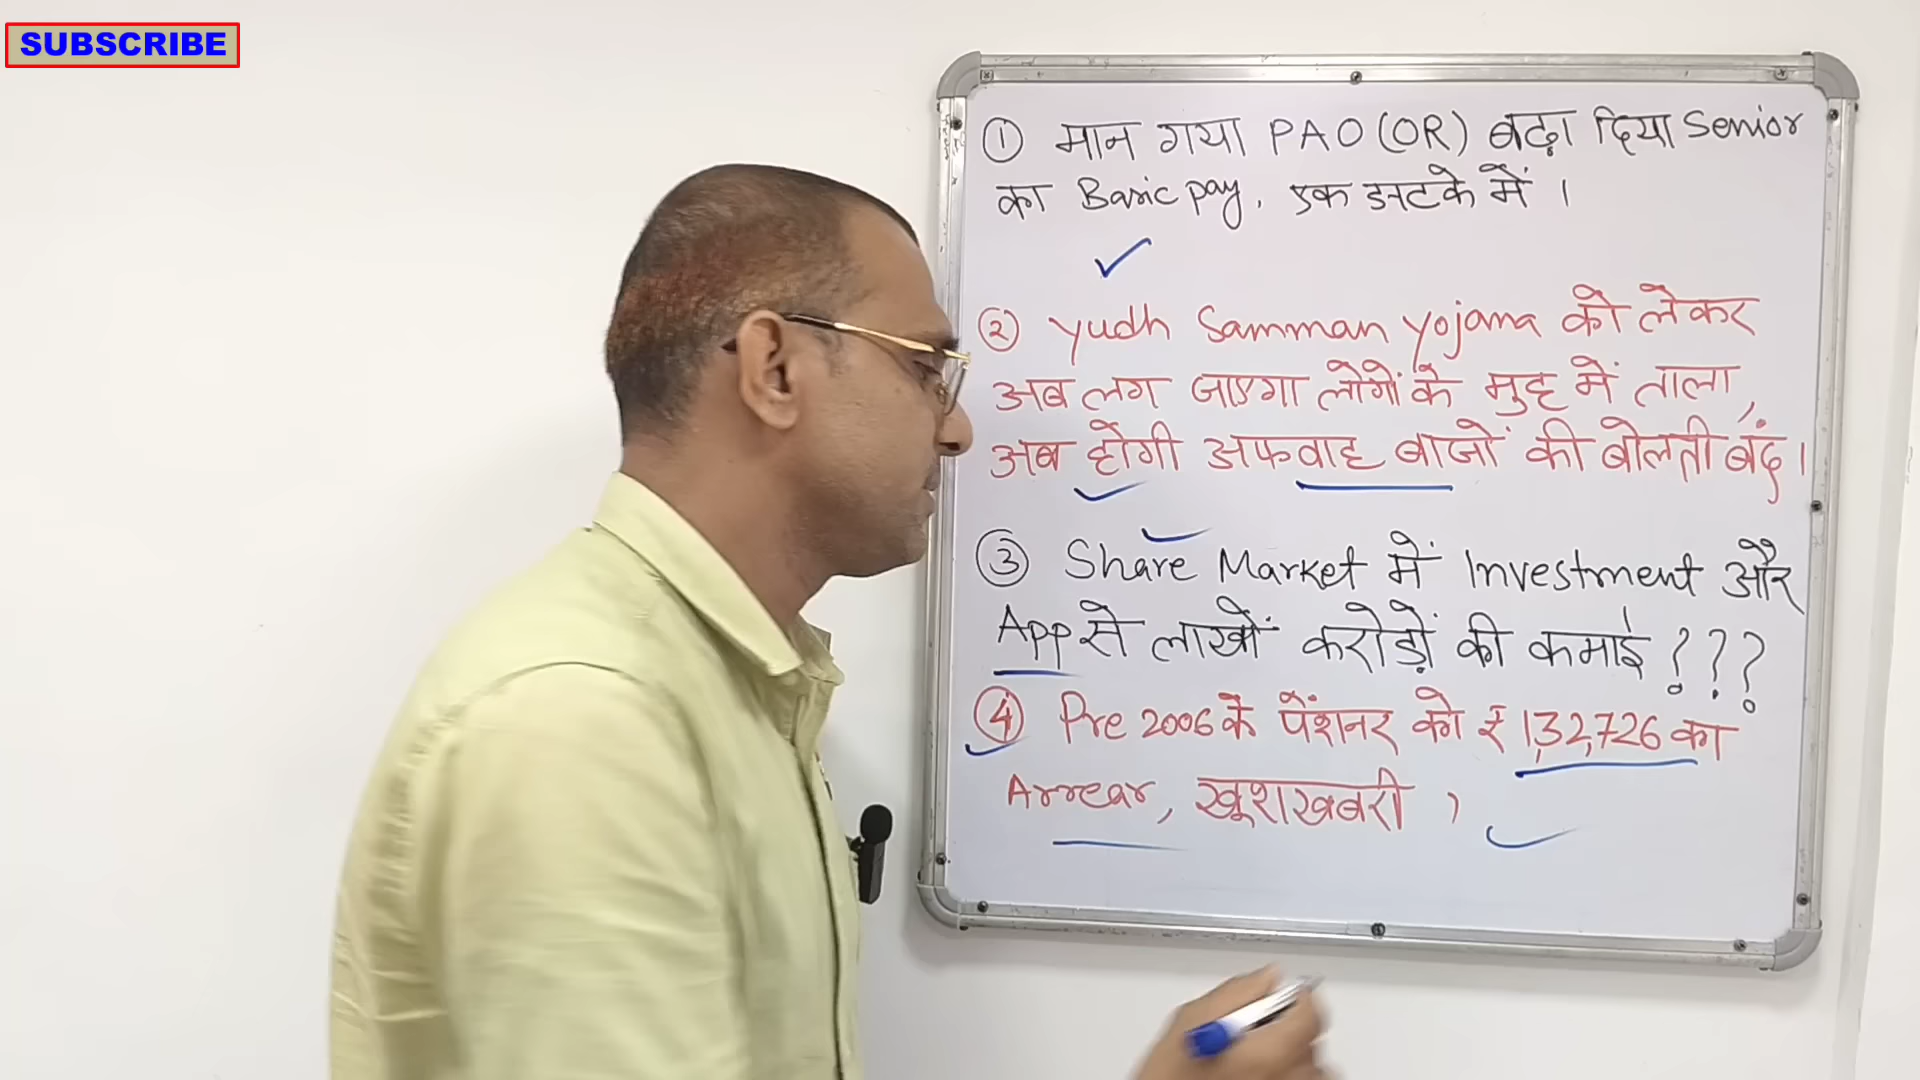 SUBSCRIBE
① मान गया PAO (OR) बढ़ा दिया Senior
का Basic pay, एक झटके में ।
② Yudh Samman Yojana को लेकर
अब लग जाएगा लोगों के मुह में ताला,
अब होगी अफवाह बाजों की बोलती बंद ।
③ Share Market में Investment और
App से लाखों करोड़ों की कमाई ???
④ Pre 2006 के पेंशनर को ₹ 1,32,726 का
Arrear, खूशखबरी ,